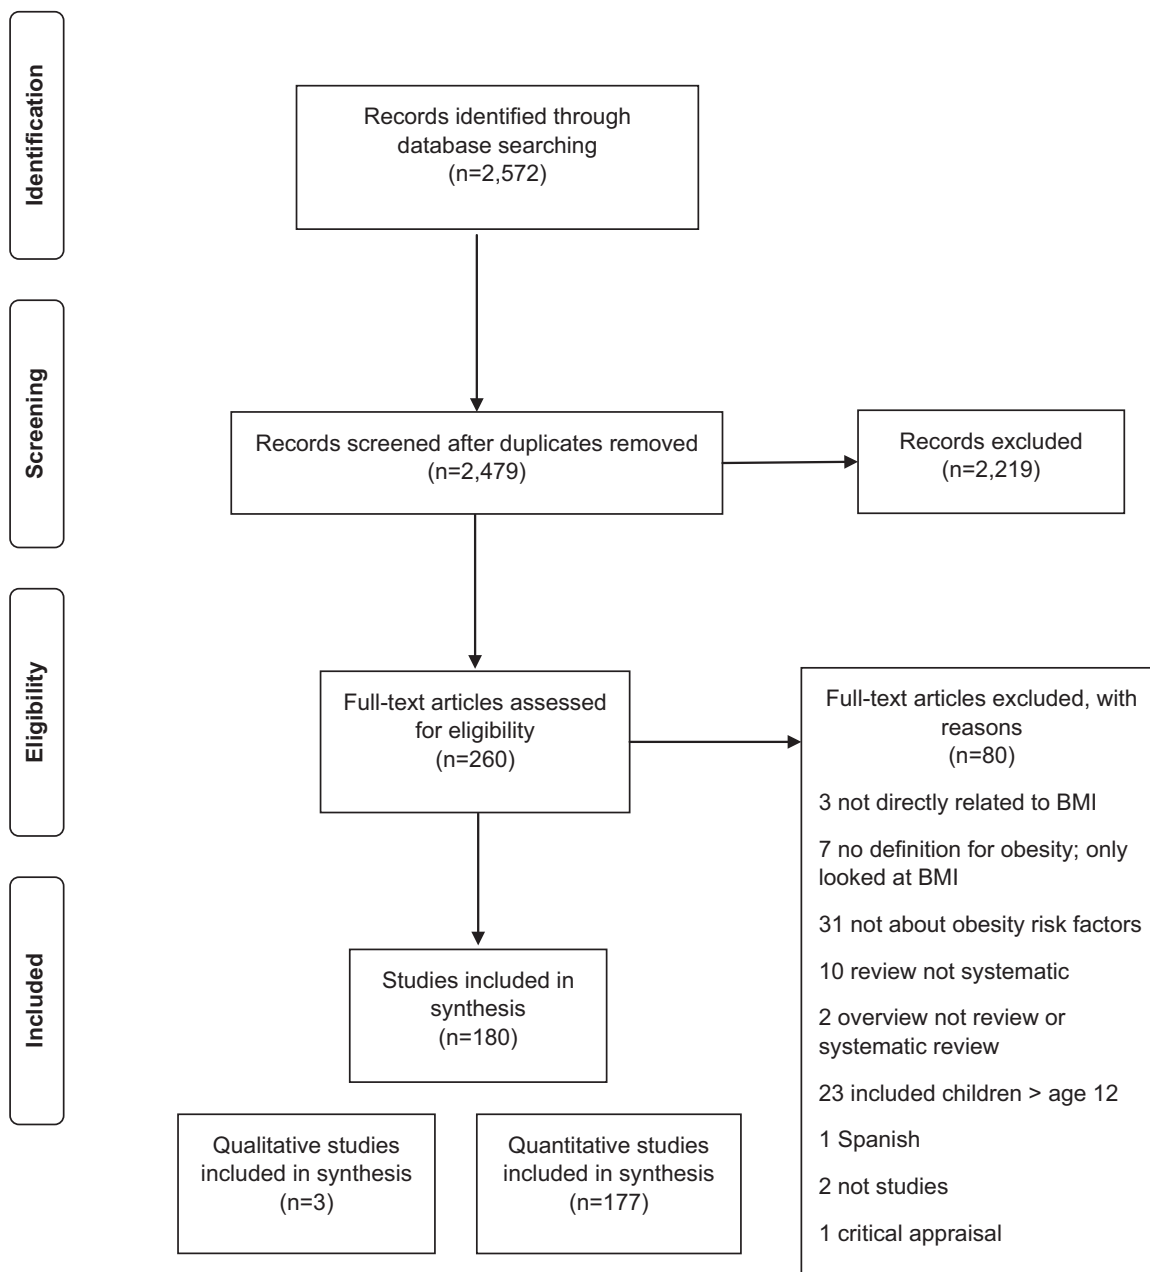 Identification
Records identified through
database searching
(n=2,572)
Screening
Records screened after duplicates removed
(n=2,479)
Records excluded
(n=2,219)
Eligibility
Full-text articles assessed
for eligibility
(n=260)
Full-text articles excluded, with
reasons
(n=80)
3 not directly related to BMI
7 no definition for obesity; only
looked at BMI
31 not about obesity risk factors
10 review not systematic
2 overview not review or
systematic review
23 included children > age 12
1 Spanish
2 not studies
1 critical appraisal
Included
Studies included in
synthesis
(n=180)
Qualitative studies
included in synthesis
(n=3)
Quantitative studies
included in synthesis
(n=177)